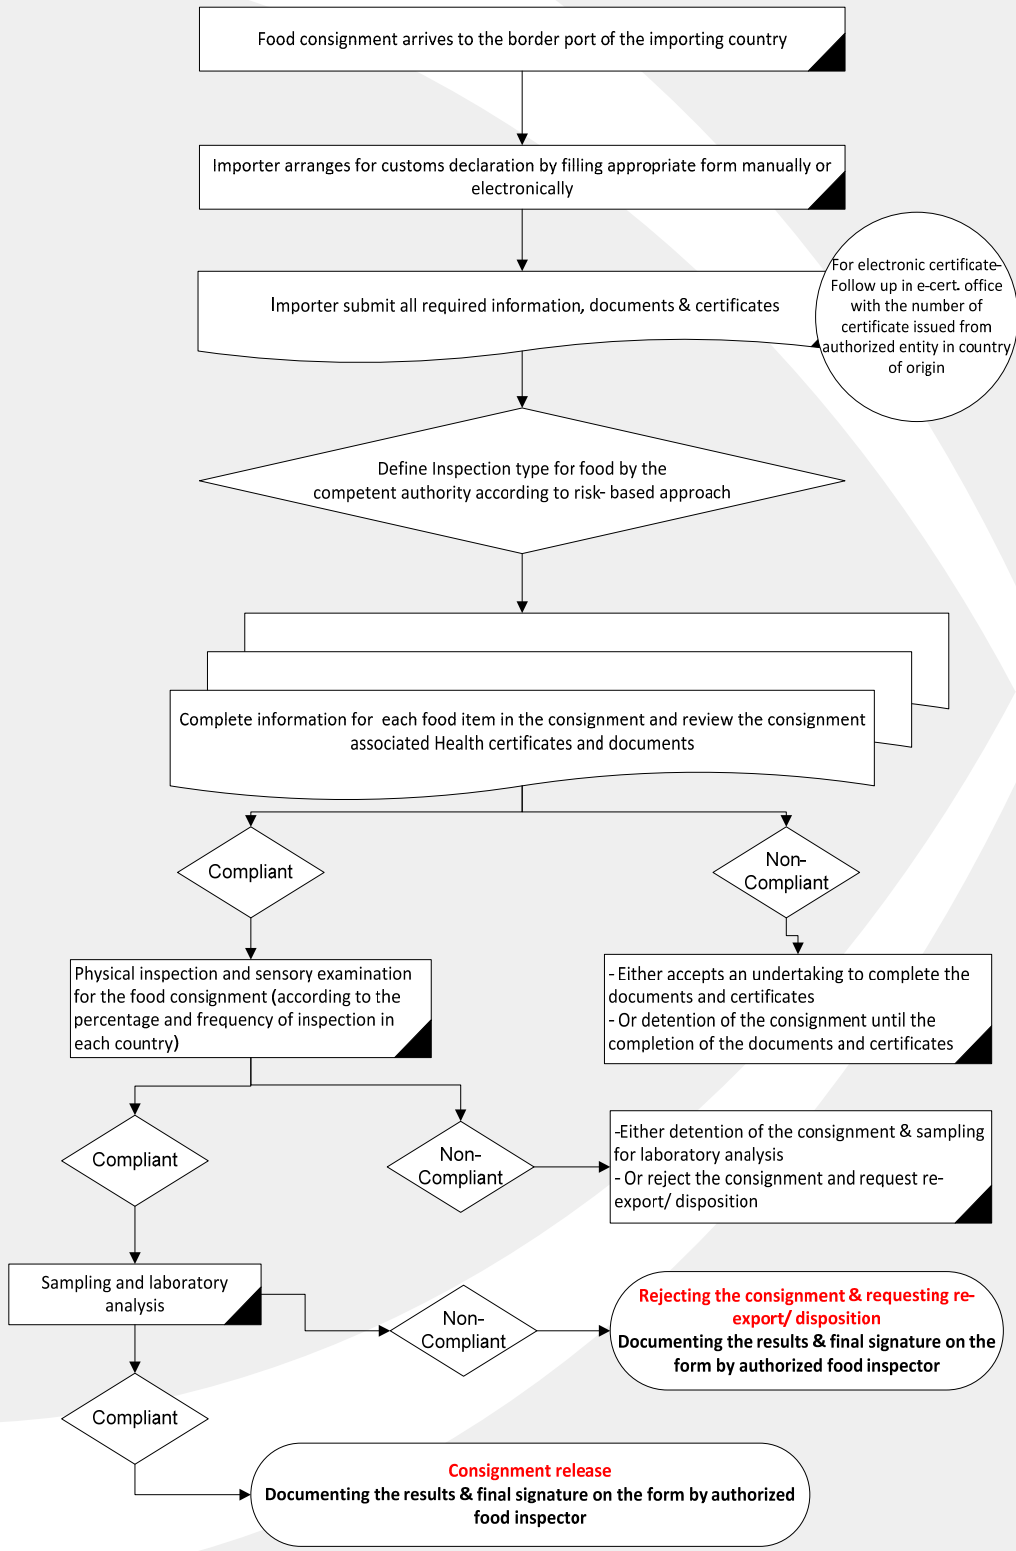 Food consignment arrives to the border port of the importing country
Importer arranges for customs declaration by filling appropriate form manually or
electronically
Importer submit all required information, documents & certificates
For electronic certificate-
Follow up in e-cert. office
with the number of
certificate issued from
authorized entity in country
of origin
Define Inspection type for food by the
competent authority according to risk- based approach
Complete information for each food item in the consignment and review the consignment
associated Health certificates and documents
Compliant
Non-
Compliant
Physical inspection and sensory examination
for the food consignment (according to the
percentage and frequency of inspection in
each country)
- Either accepts an undertaking to complete the
documents and certificates
- Or detention of the consignment until the
completion of the documents and certificates
Compliant
Non-
Compliant
-Either detention of the consignment & sampling
for laboratory analysis
- Or reject the consignment and request re-
export/ disposition
Sampling and laboratory
analysis
Non-
Compliant
Rejecting the consignment & requesting re-
export/ disposition
Documenting the results & final signature on the
form by authorized food inspector
Compliant
Consignment release
Documenting the results & final signature on the form by authorized
food inspector